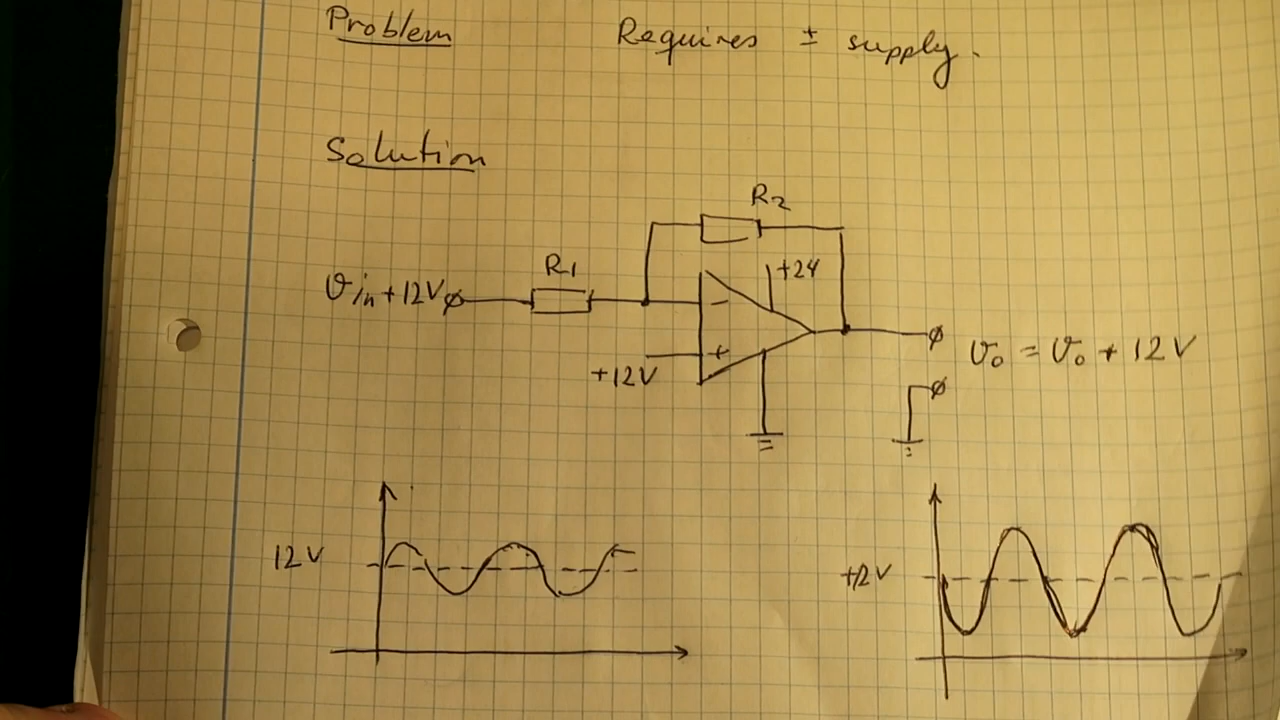 Problem Requires ± supply.
Solution
R2
R1 +24
Vin + 12V
−
+
+12V
Vo = Vo + 12V
12V
+12V